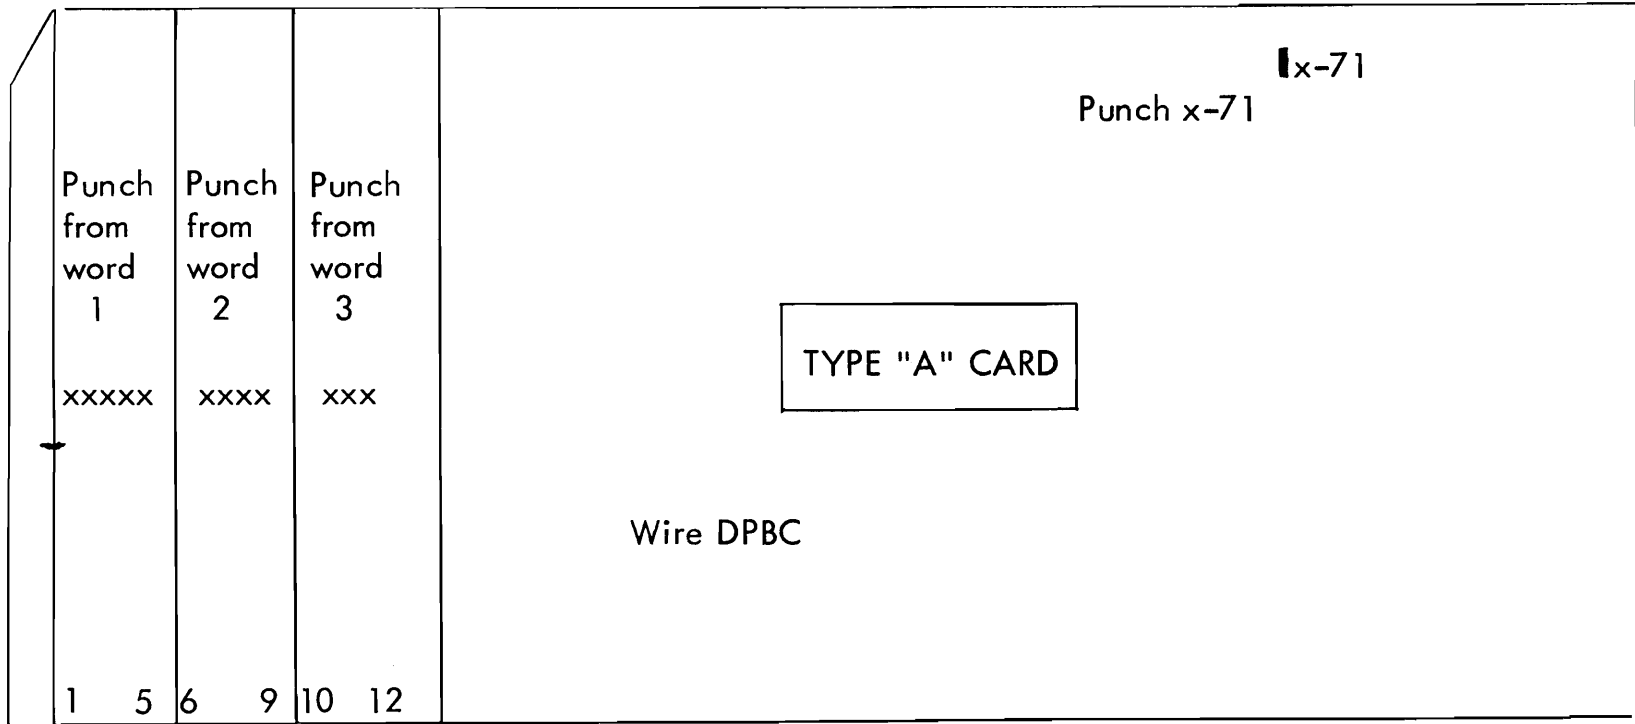 x-71
Punch x-71
Punch
from
word
1
xxxxx
Punch
from
word
2
xxxx
Punch
from
word
3
xxx
TYPE "A" CARD
Wire DPBC
1 5 6 9 10 12